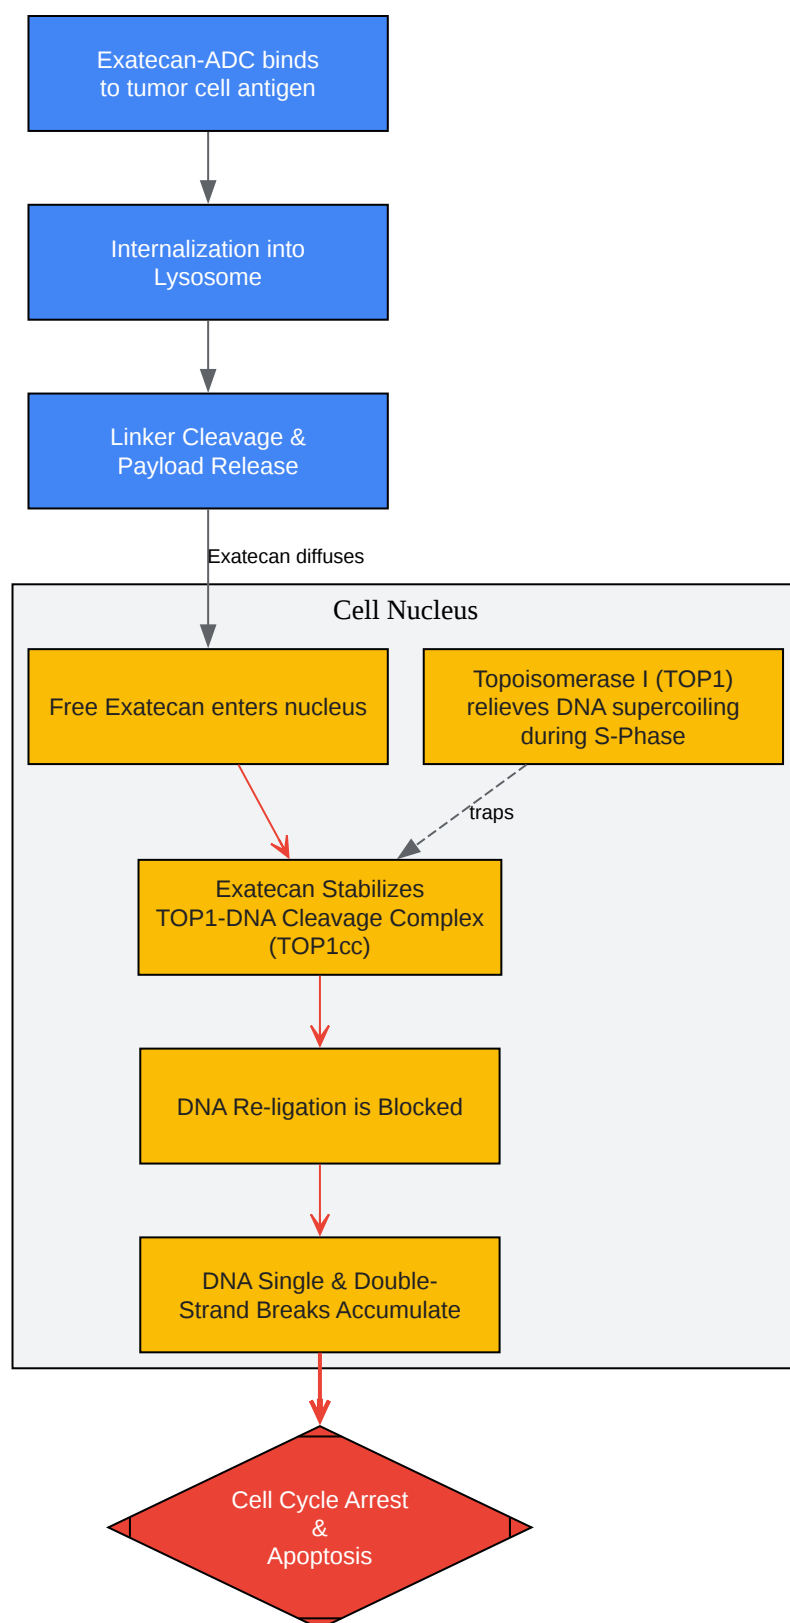 Exatecan-ADC binds
to tumor cell antigen
Internalization into
Lysosome
Linker Cleavage &
Payload Release
Exatecan diffuses
Cell Nucleus
Free Exatecan enters nucleus
Topoisomerase I (TOP1)
relieves DNA supercoiling
during S-Phase
traps
Exatecan Stabilizes
TOP1-DNA Cleavage Complex
(TOP1cc)
DNA Re-ligation is Blocked
DNA Single & Double-
Strand Breaks Accumulate
Cell Cycle Arrest
&
Apoptosis